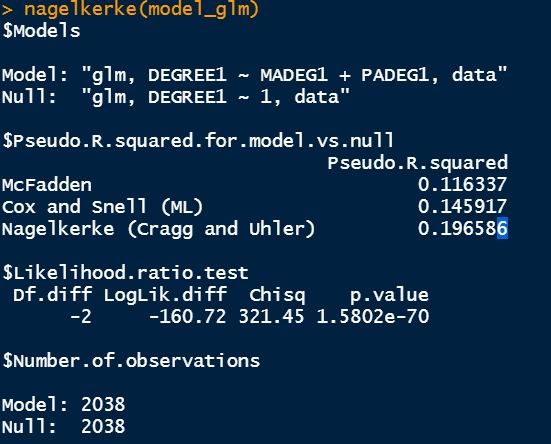 > nagelkerke(model_glm)
$Models

Model: "glm, DEGREE1 ~ MADEG1 + PADEG1, data"
Null:  "glm, DEGREE1 ~ 1, data"

$Pseudo.R.squared.for.model.vs.null
                             Pseudo.R.squared
McFadden                             0.116337
Cox and Snell (ML)                   0.145917
Nagelkerke (Cragg and Uhler)         0.196586

$Likelihood.ratio.test
 Df.diff LogLik.diff  Chisq    p.value
      -2     -160.72 321.45 1.5802e-70

$Number.of.observations

Model: 2038
Null:  2038